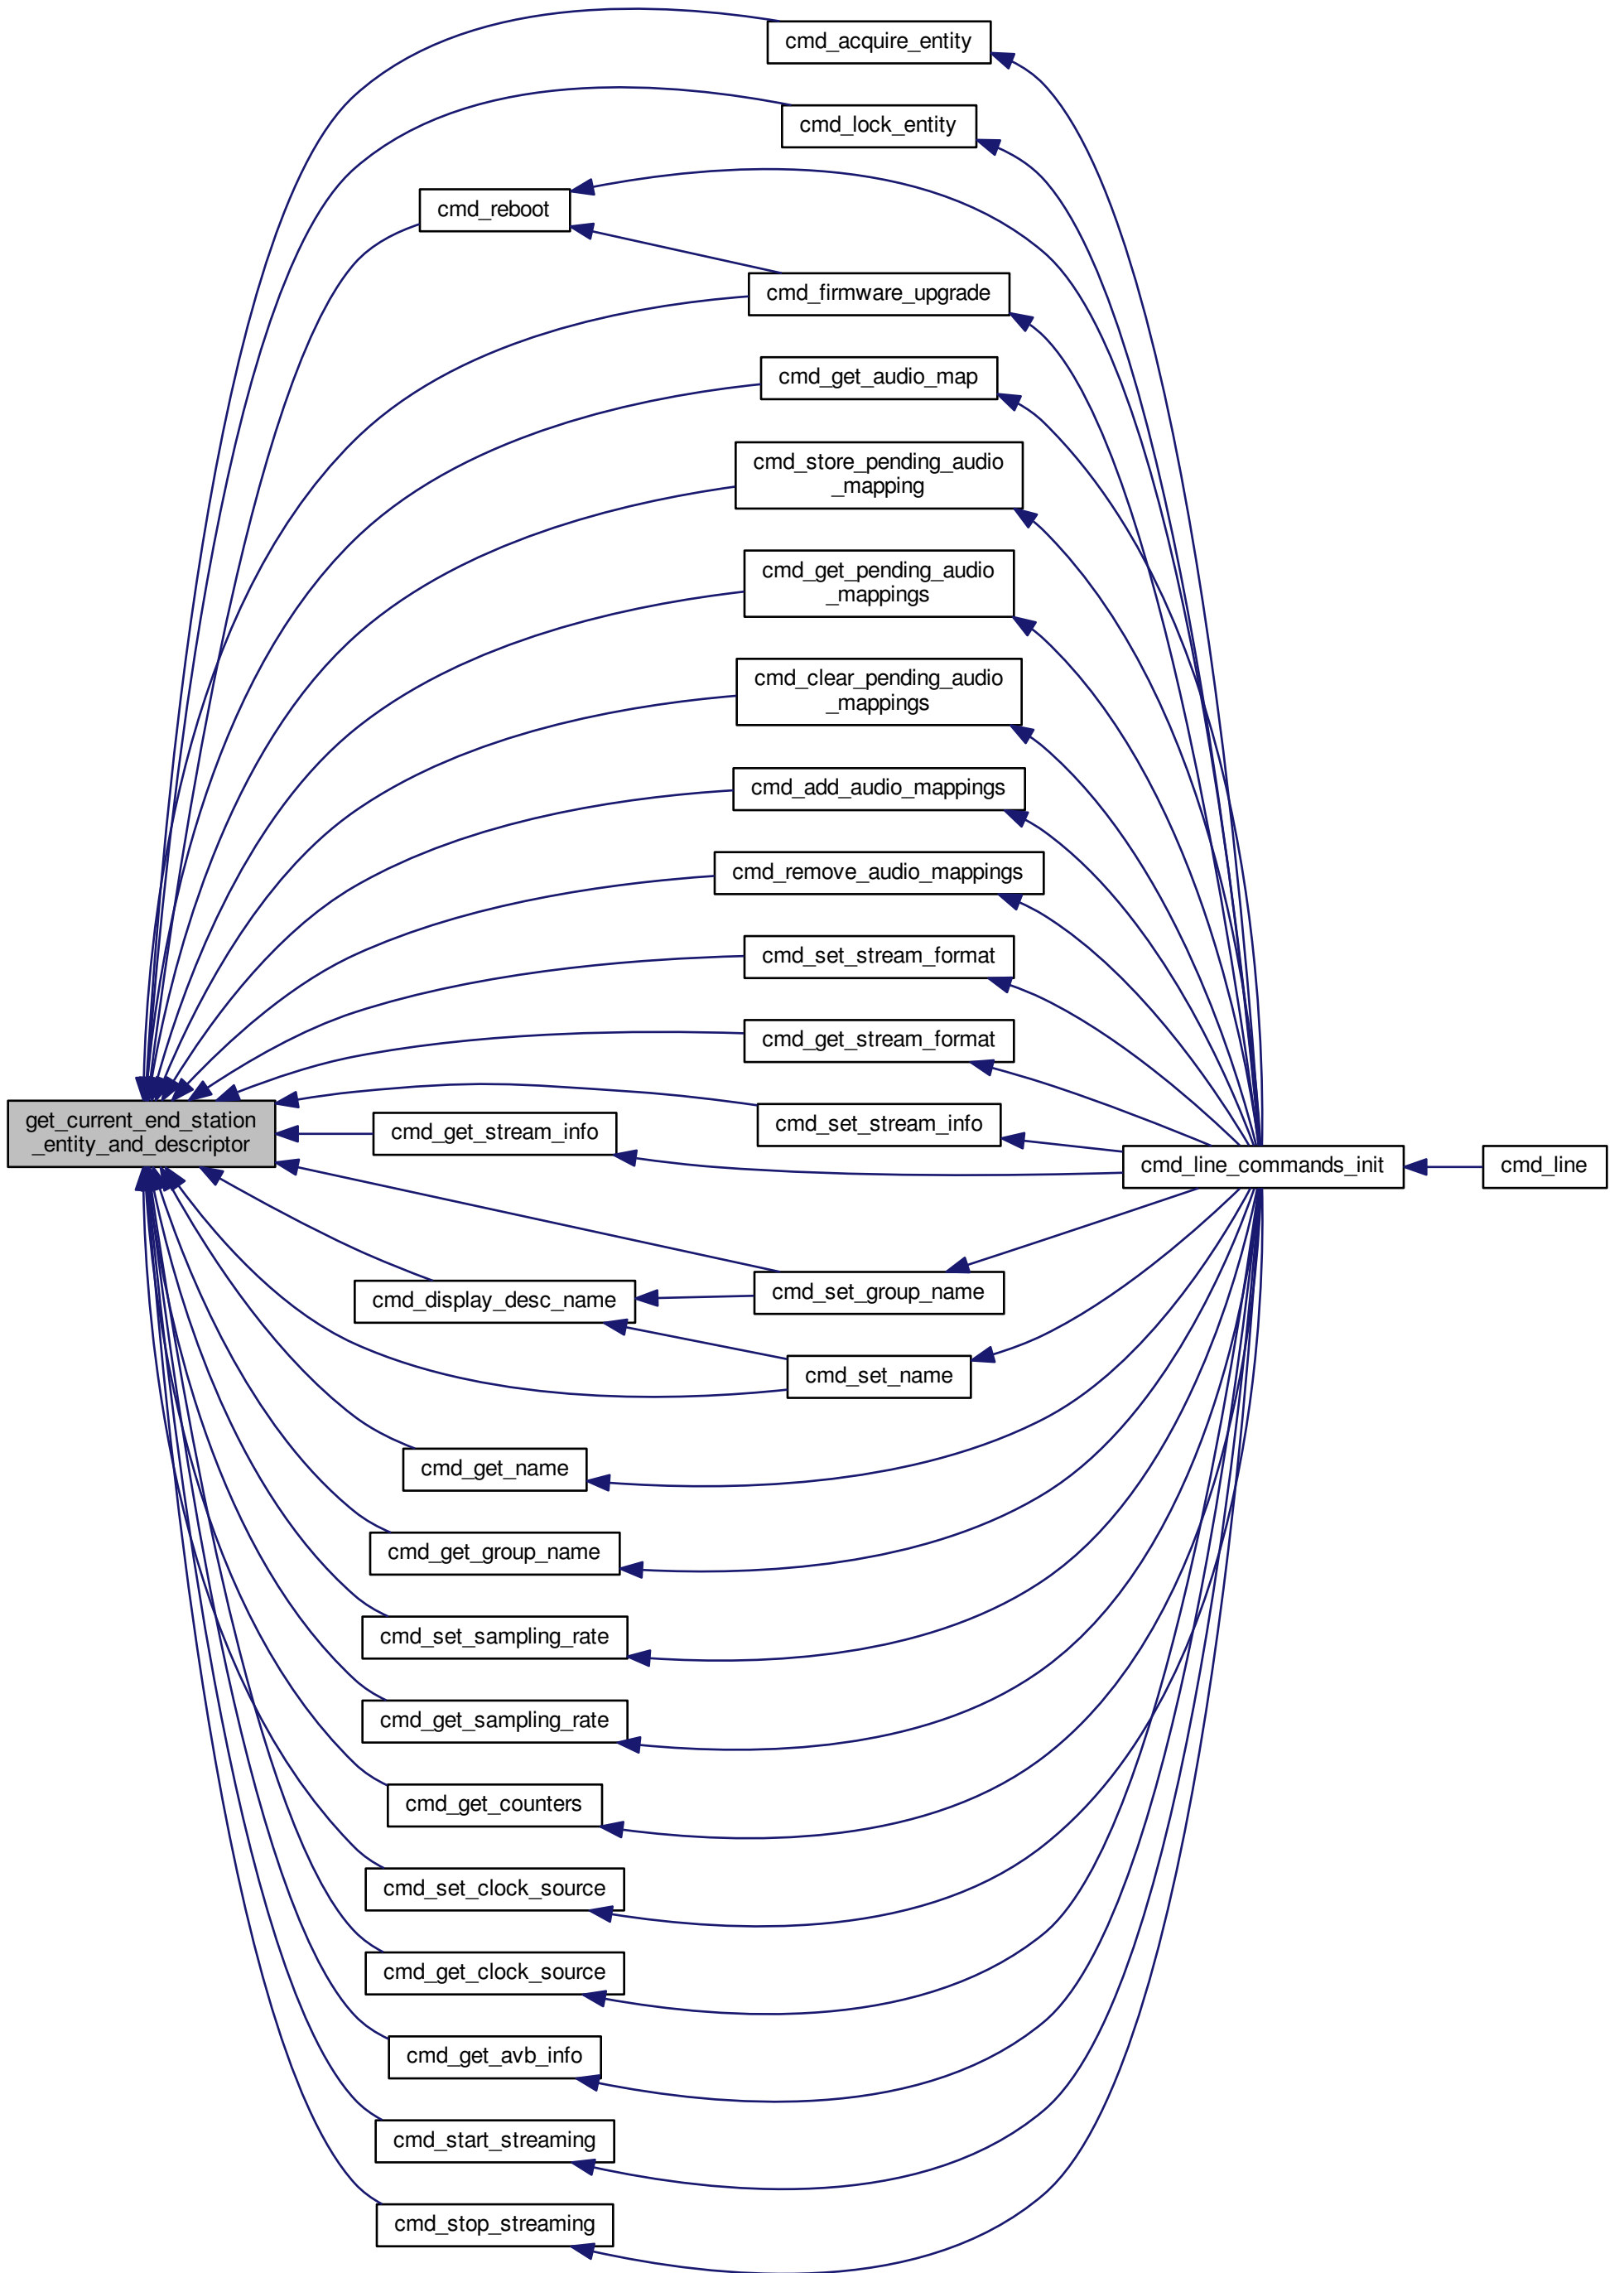 cmd_acquire_entity
cmd_lock_entity
cmd_reboot
cmd_firmware_upgrade
cmd_get_audio_map
cmd_store_pending_audio
_mapping
cmd_get_pending_audio
_mappings
cmd_clear_pending_audio
_mappings
cmd_add_audio_mappings
cmd_remove_audio_mappings
cmd_set_stream_format
cmd_get_stream_format
get_current_end_station
_entity_and_descriptor
cmd_set_stream_info
cmd_get_stream_info
cmd_line_commands_init
cmd_line
cmd_set_group_name
cmd_display_desc_name
cmd_set_name
cmd_get_name
cmd_get_group_name
cmd_set_sampling_rate
cmd_get_sampling_rate
cmd_get_counters
cmd_set_clock_source
cmd_get_clock_source
cmd_get_avb_info
cmd_start_streaming
cmd_stop_streaming